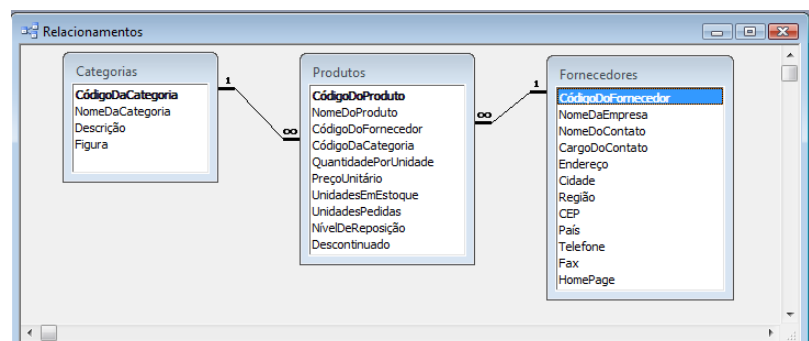 Relacionamentos
Categorias
CódigoDaCategoria
NomeDaCategoria
Descrição
Figura
1
∞
Produtos
CódigoDoProduto
NomeDoProduto
CódigoDoFornecedor
CódigoDaCategoria
QuantidadePorUnidade
PreçoUnitário
UnidadesEmEstoque
UnidadesPedidas
NívelDeReposição
Descontinuado
∞
1
Fornecedores
CódigoDoFornecedor
NomeDaEmpresa
NomeDoContato
CargoDoContato
Endereço
Cidade
Região
CEP
País
Telefone
Fax
HomePage